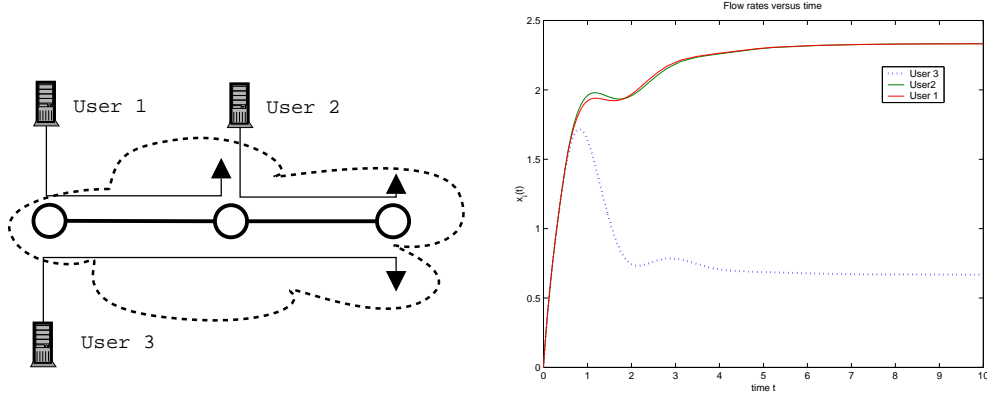 User 1
User 2
User 3
Flow rates versus time
2.5
2
1.5
1
0.5
0
x_i(t)
User 3
User2
User 1
0 1 2 3 4 5 6 7 8 9 10
time t